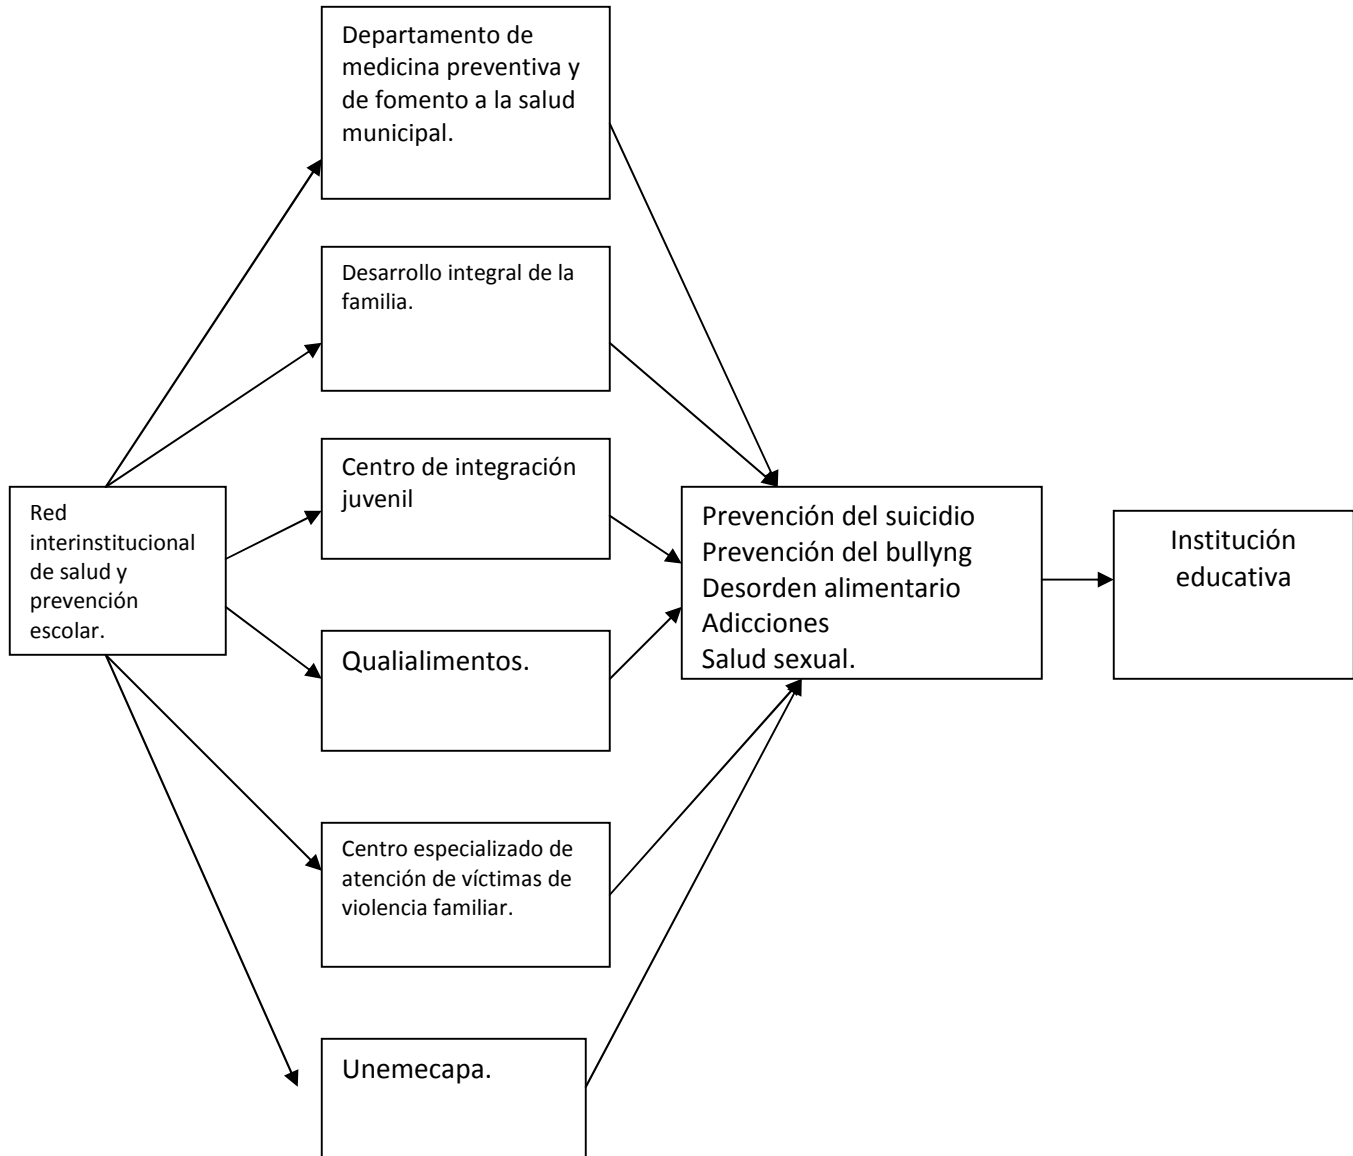 Departamento de
medicina preventiva y
de fomento a la salud
municipal.
Desarrollo integral de la
familia.
Centro de integración
juvenil
Red
interinstitucional
de salud y
prevención
escolar.
Qualialimentos.
Centro especializado de
atención de víctimas de
violencia familiar.
Unemecapa.
Prevención del suicidio
Prevención del bullyng
Desorden alimentario
Adicciones
Salud sexual.
Institución
educativa